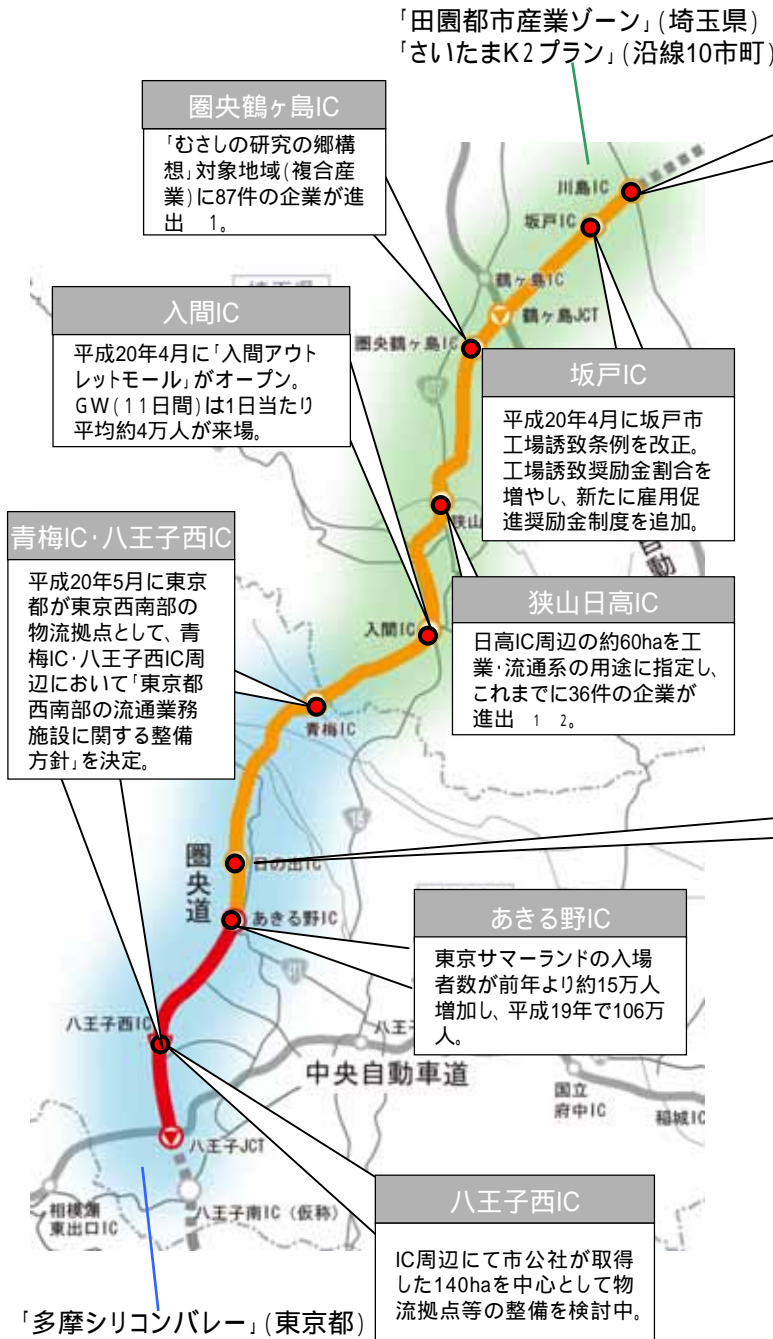 「田園都市産業ゾーン」(埼玉県)
「さいたまK2プラン」(沿線10市町)
圏央鶴ヶ島IC
「むさしの研究の郷構
想」対象地域(複合産
業)に87件の企業が進
出 1。
川島IC
坂戸IC
鶴ヶ島IC
鶴ヶ島JCT
圏央鶴ヶ島IC
入間IC
平成20年4月に「入間アウト
レットモール」がオープン。
GW(11日間)は1日当たり
平均約4万人が来場。
坂戸IC
平成20年4月に坂戸市
工場誘致条例を改正。
工場誘致奨励金割合を
増やし、新たに雇用促
進奨励金制度を追加。
狭山
自動
青梅IC・八王子西IC
平成20年5月に東京
都が東京西南部の
物流拠点として、青
梅IC・八王子西IC周
辺において「東京都
西南部の流通業務
施設に関する整備
方針」を決定。
狭山日高IC
日高IC周辺の約60haを工
業・流通系の用途に指定し、
これまでに36件の企業が
進出 1 2。
入間IC
青梅IC
16
圏央道
日の出IC
あきる野IC
あきる野IC
東京サマーランドの入場
者数が前年より約15万人
増加し、平成19年で106万
人。
八王子西IC
八王子
中央自動車道
国立
府中IC
稲城IC
八王子JCT
相模湖
東出口IC
八王子南IC(仮称)
八王子西IC
IC周辺にて市公社が取得
した140haを中心として物
流拠点等の整備を検討中。
「多摩シリコンバレー」(東京都)